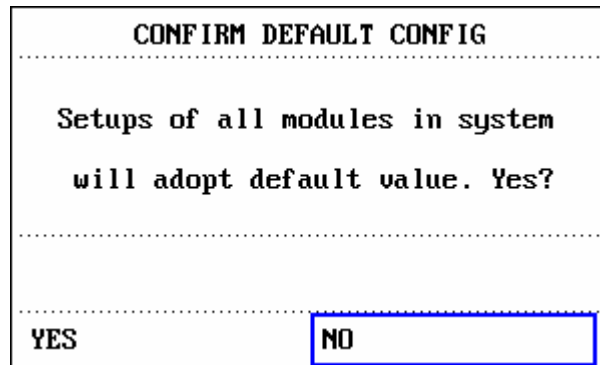 CONFIRM DEFAULT CONFIG
Setups of all modules in system
will adopt default value. Yes?
YES
NO